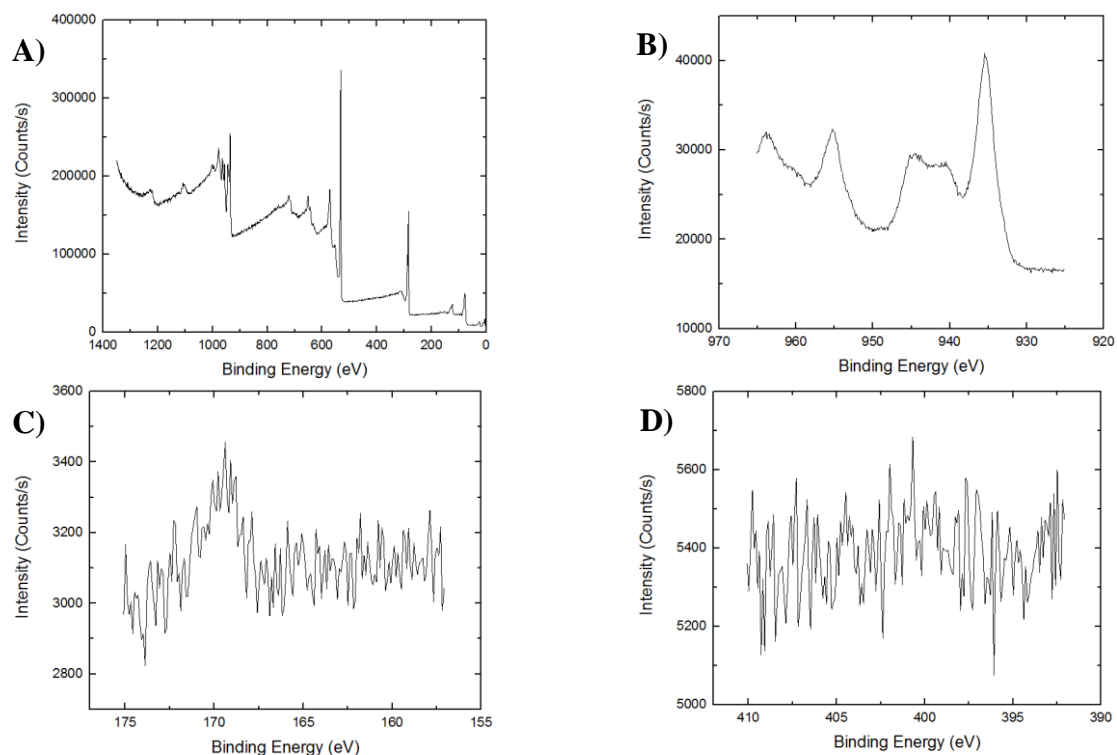 A)
Intensity (Counts/s)
400000
300000
200000
100000
0
1400 1200 1000 800 600 400 200 0
Binding Energy (eV)
B)
Intensity (Counts/s)
40000
30000
20000
10000
970 960 950 940 930 920
Binding Energy (eV)
C)
Intensity (Counts/s)
3600
3400
3200
3000
2800
175 170 165 160 155
Binding Energy (eV)
D)
Intensity (Counts/s)
5800
5600
5400
5200
5000
410 405 400 395 390
Binding Energy (eV)